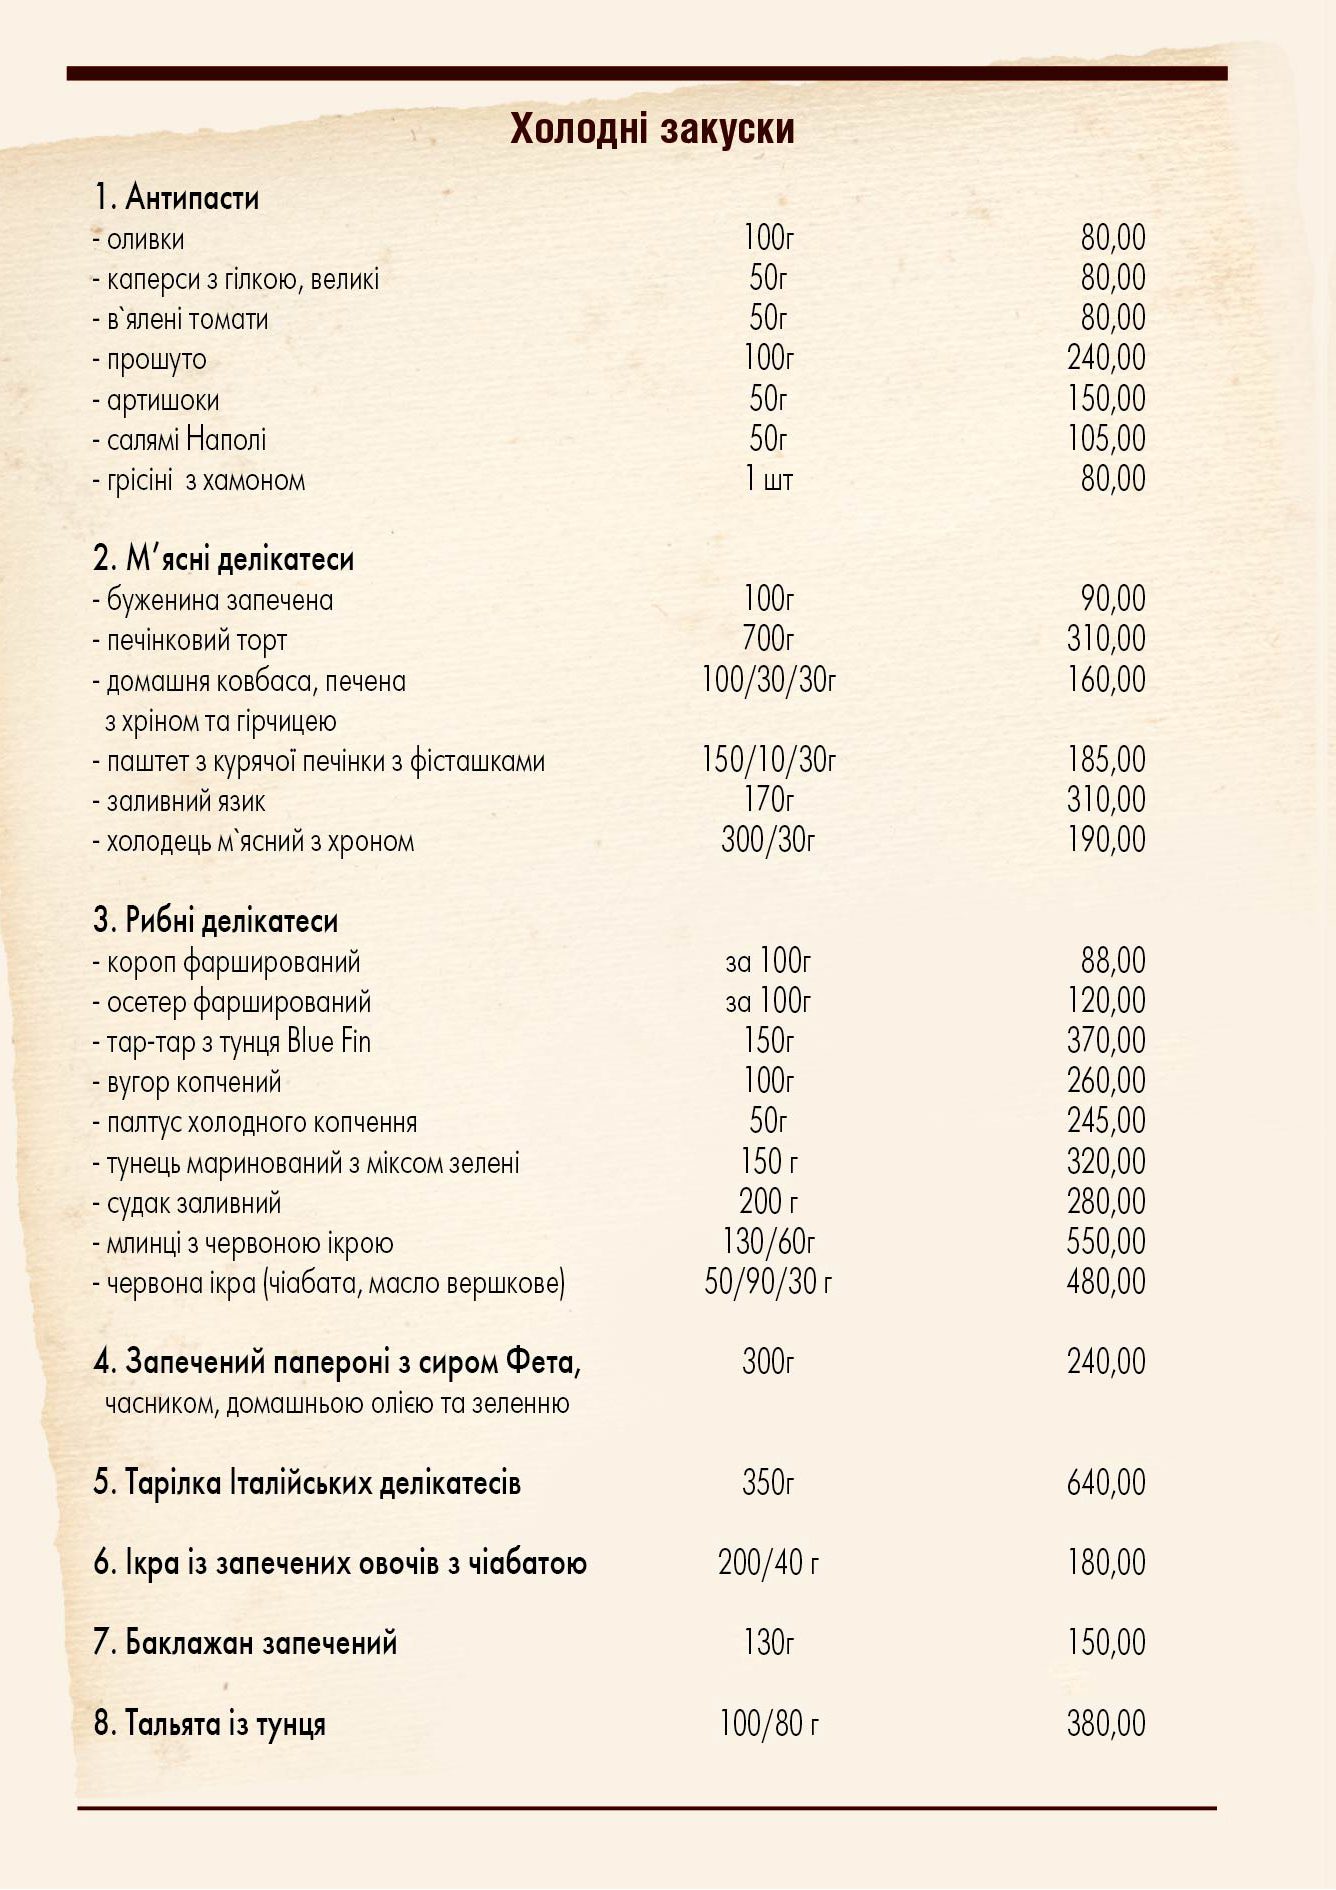 Холодні закуски
1. Антипасти
- оливки 100г 80,00
- каперси з гілкою, великі 50г 80,00
- в`ялені томати 50г 80,00
- прошуто 100г 240,00
- артишоки 50г 150,00
- салямі Наполі 50г 105,00
- грісіні з хамоном 1 шт 80,00
2. М’ясні делікатеси
- буженина запечена 100г 90,00
- печінковий торт 700г 310,00
- домашня ковбаса, печена 100/30/30г 160,00
з хріном та гірчицею
- паштет з курячої печінки з фісташками 150/10/30г 185,00
- заливний язик 170г 310,00
- холодець м`ясний з хроном 300/30г 190,00
3. Рибні делікатеси
- короп фарширований за 100г 88,00
- осетер фарширований за 100г 120,00
- тар-тар з тунця Blue Fin 150г 370,00
- вугор копчений 100г 260,00
- палтус холодного копчення 50г 245,00
- тунець маринований з міксом зелені 150 г 320,00
- судак заливний 200 г 280,00
- млинці з червоною ікрою 130/60г 550,00
- червона ікра (чіабата, масло вершкове) 50/90/30 г 480,00
4. Запечений папероні з сиром Фета, 300г 240,00
часником, домашньою олією та зеленню
5. Тарілка Італійських делікатесів 350г 640,00
6. Ікра із запечених овочів з чіабатою 200/40 г 180,00
7. Баклажан запечений 130г 150,00
8. Тальята із тунця 100/80 г 380,00